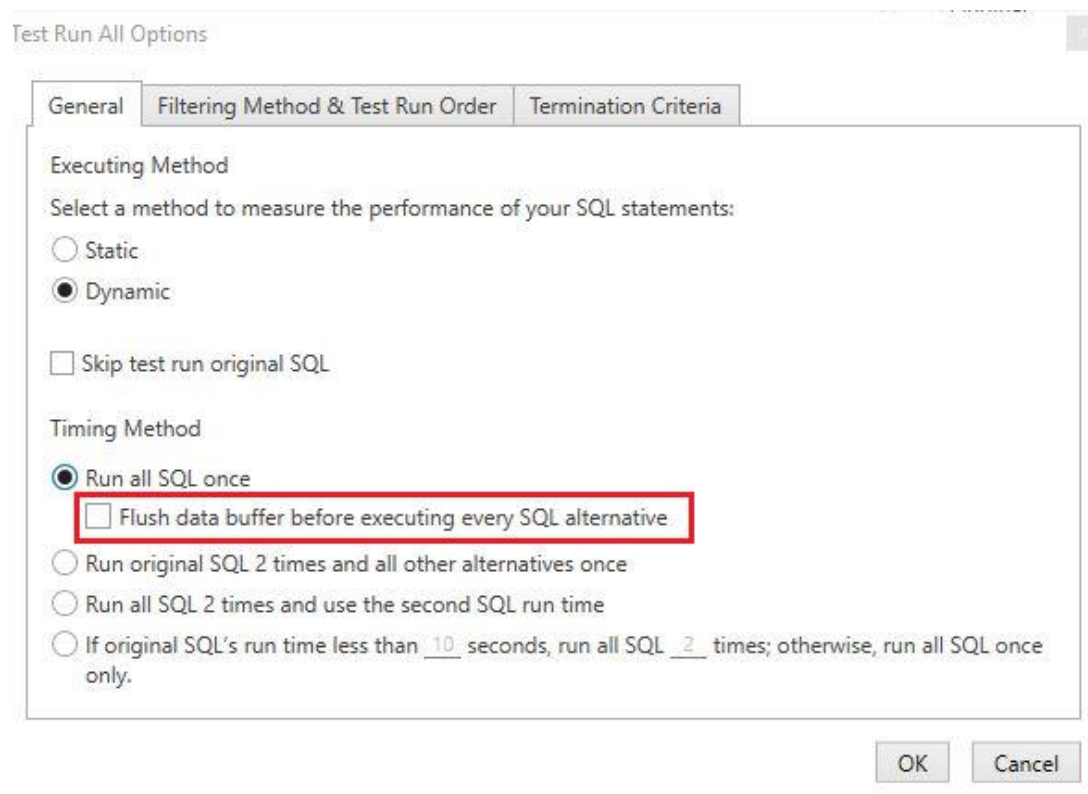 Test Run All Options
General
Filtering Method & Test Run Order
Termination Criteria
Executing Method
Select a method to measure the performance of your SQL statements:
Static
Dynamic
Skip test run original SQL
Timing Method
Run all SQL once
Flush data buffer before executing every SQL alternative
Run original SQL 2 times and all other alternatives once
Run all SQL 2 times and use the second SQL run time
If original SQL's run time less than 10 seconds, run all SQL 2 times; otherwise, run all SQL once
only.
OK
Cancel